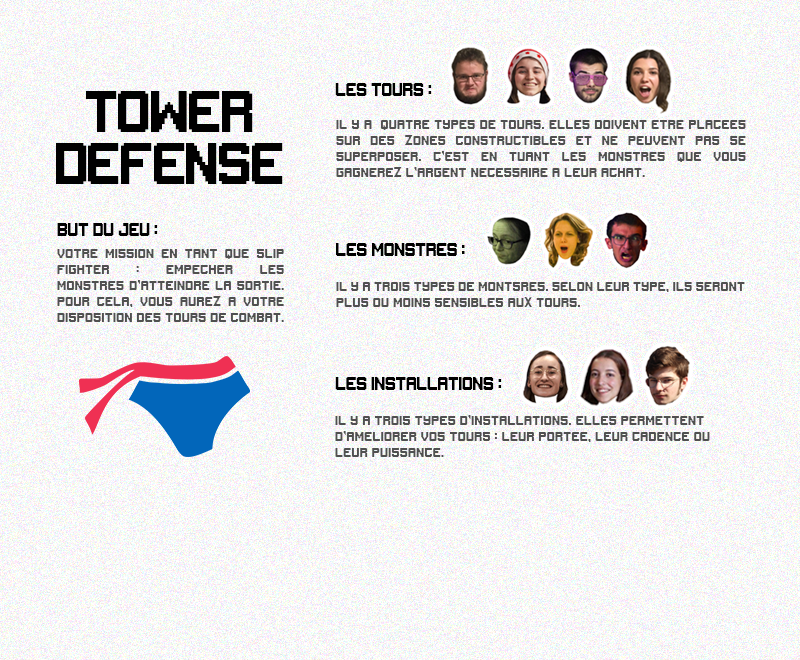 TOWER
DEFENSE
BUT DU JEU :
VOTRE MISSION EN TANT QUE SLIP
FIGHTER : EMPECHER LES
MONSTRES D'ATTEINDRE LA SORTIE.
POUR CELA, VOUS AUREZ A VOTRE
DISPOSITION DES TOURS DE COMBAT.
LES TOURS :
IL Y A QUATRE TYPES DE TOURS. ELLES DOIVENT ETRE PLACEES
SUR DES ZONES CONSTRUCTIBLES ET NE PEUVENT PAS SE
SUPERPOSER. C'EST EN TUANT LES MONSTRES QUE VOUS
GAGNEREZ L'ARGENT NECESSAIRE A LEUR ACHAT.
LES MONSTRES :
IL Y A TROIS TYPES DE MONTSRES. SELON LEUR TYPE, ILS SERONT
PLUS OU MOINS SENSIBLES AUX TOURS.
LES INSTALLATIONS :
IL Y A TROIS TYPES D'INSTALLATIONS. ELLES PERMETTENT
D'AMELIORER VOS TOURS : LEUR PORTEE, LEUR CADENCE OU
LEUR PUISSANCE.